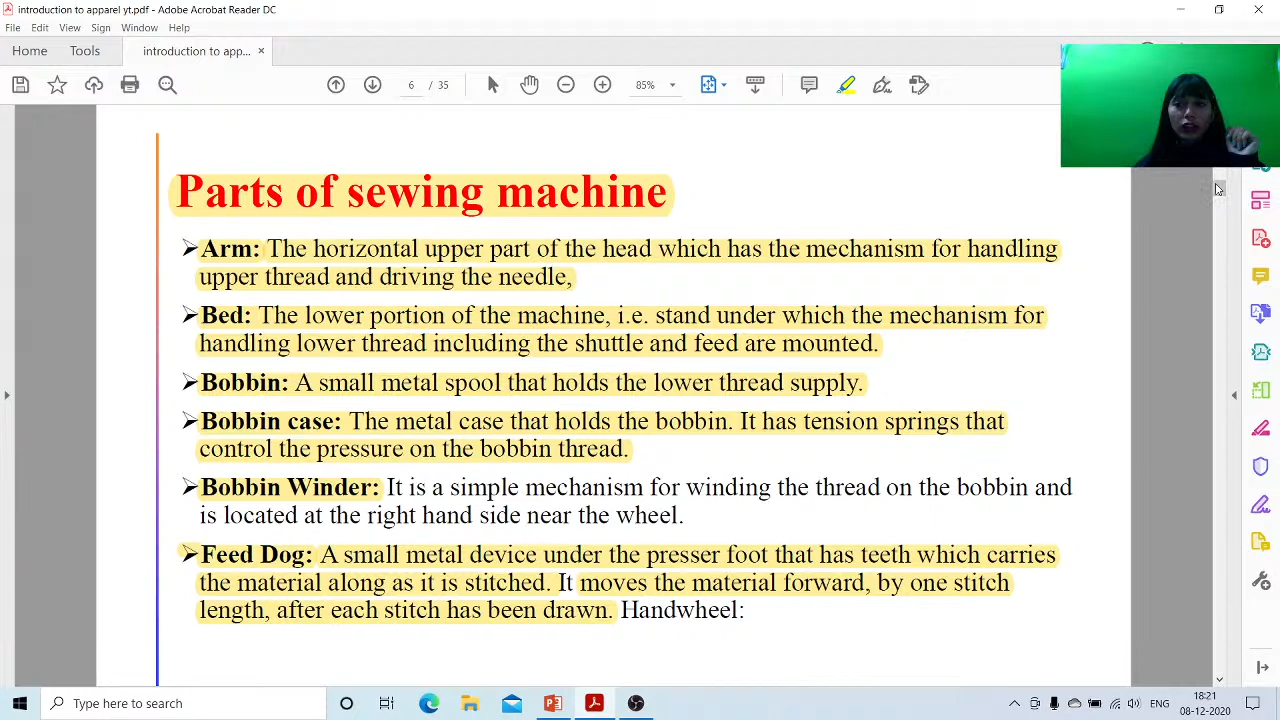 introduction to apparel yt.pdf - Adobe Acrobat Reader DC
File Edit View Sign Window Help
Home Tools introduction to app... ×
6 / 35 85%
Parts of sewing machine
➢Arm: The horizontal upper part of the head which has the mechanism for handling
upper thread and driving the needle,
➢Bed: The lower portion of the machine, i.e. stand under which the mechanism for
handling lower thread including the shuttle and feed are mounted.
➢Bobbin: A small metal spool that holds the lower thread supply.
➢Bobbin case: The metal case that holds the bobbin. It has tension springs that
control the pressure on the bobbin thread.
➢Bobbin Winder: It is a simple mechanism for winding the thread on the bobbin and
is located at the right hand side near the wheel.
➢Feed Dog: A small metal device under the presser foot that has teeth which carries
the material along as it is stitched. It moves the material forward, by one stitch
length, after each stitch has been drawn. Handwheel:
Type here to search
ENG
18:21
08-12-2020